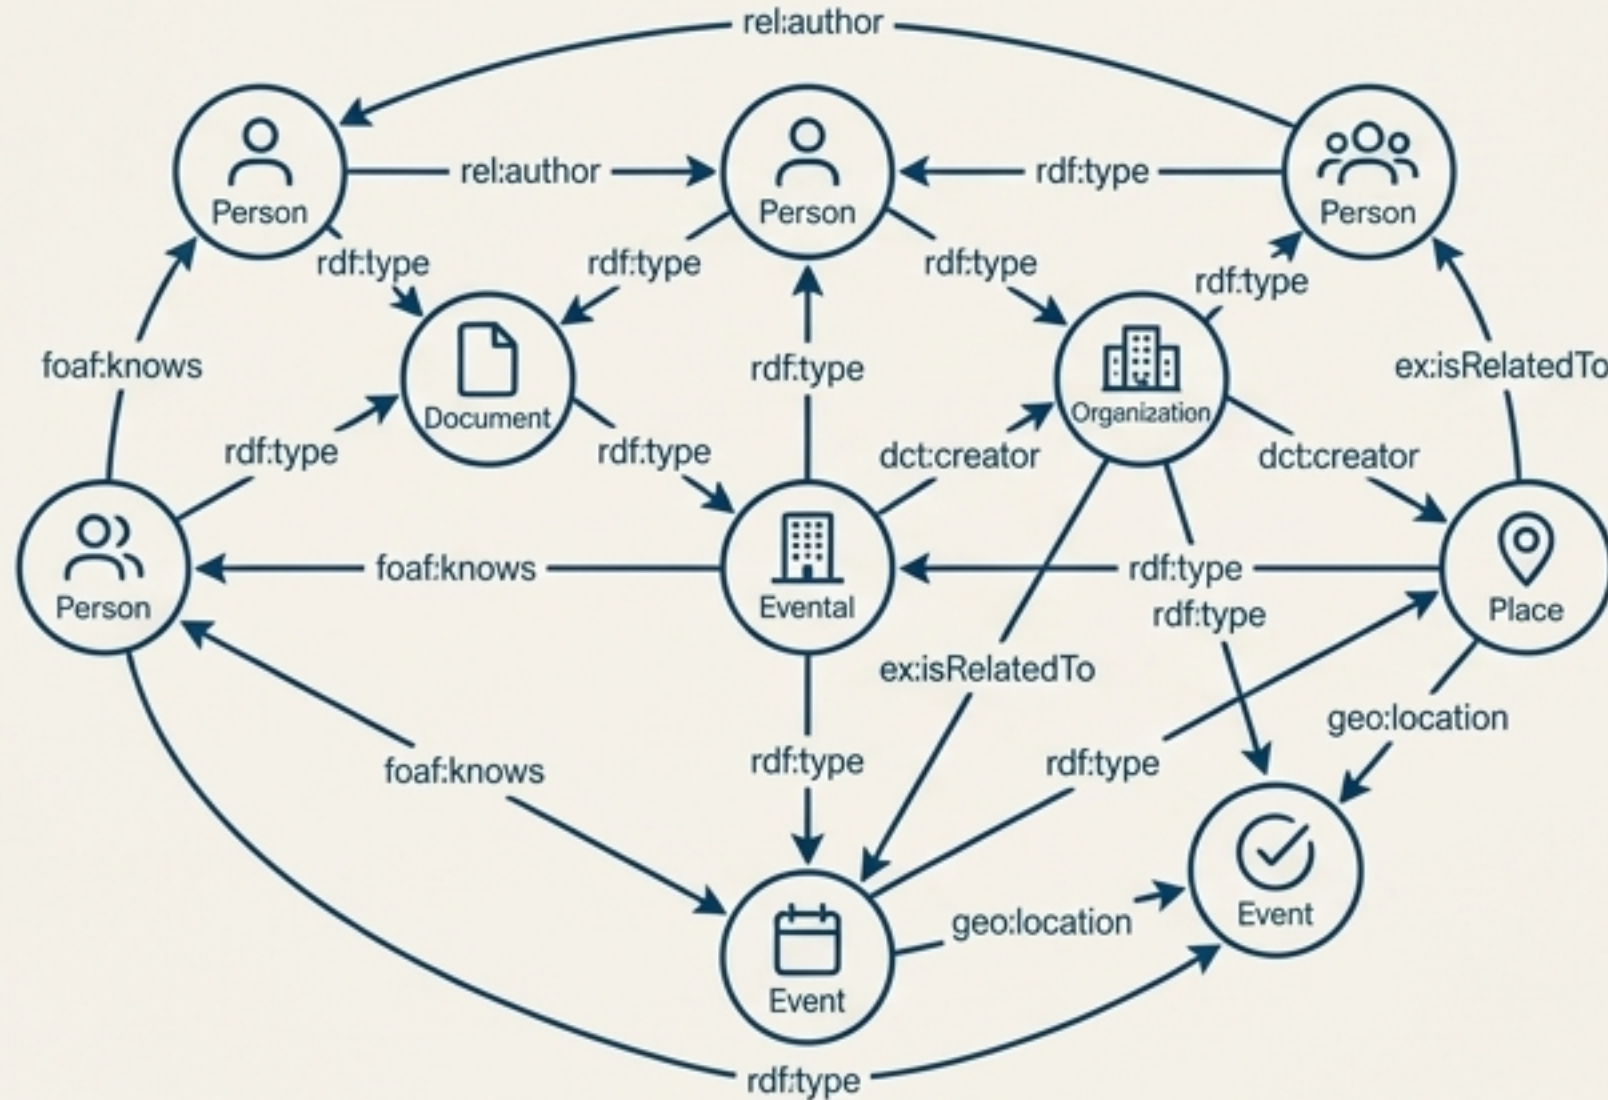 rel:author
rel:author
rdf:type
Person
Person
Person
rdf:type
rdf:type
rdf:type
rdf:type
foaf:knows
rdf:type
ex:isRelatedTo
Document
Organization
rdf:type
rdf:type
dct:creator
dct:creator
foaf:knows
rdf:type
Person
Evental
Place
rdf:type
ex:isRelatedTo
geo:location
foaf:knows
rdf:type
rdf:type
geo:location
Event
Event
rdf:type